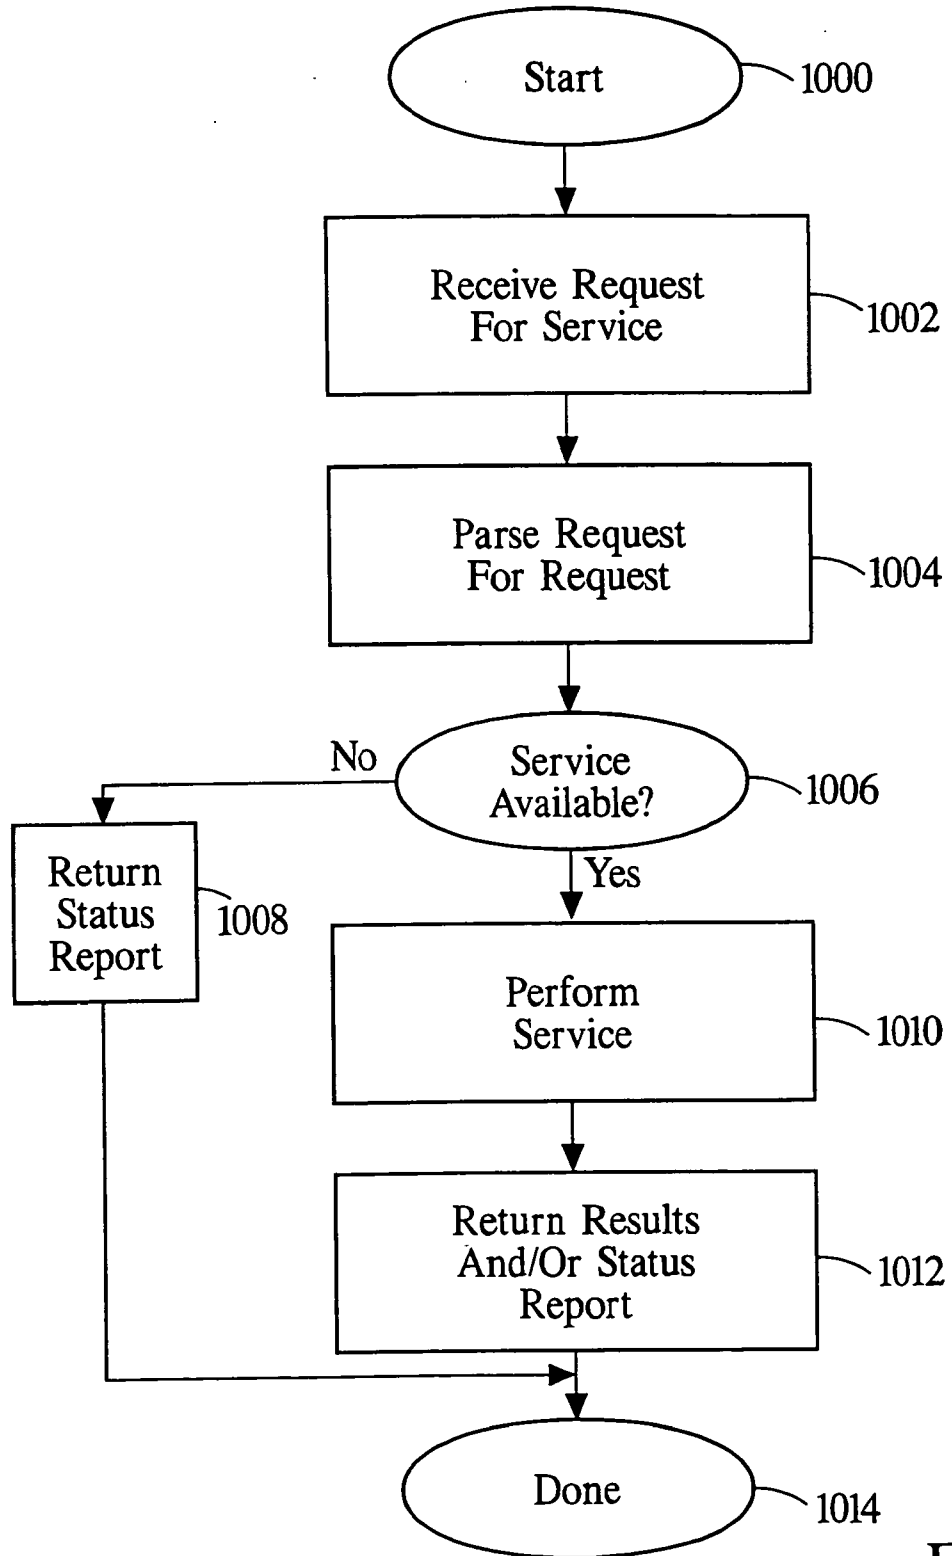 Start
1000
Receive Request
For Service
1002
Parse Request
For Request
1004
No
Service
Available?
1006
Yes
Return
Status
Report
1008
Perform
Service
1010
Return Results
And/Or Status
Report
1012
Done
1014